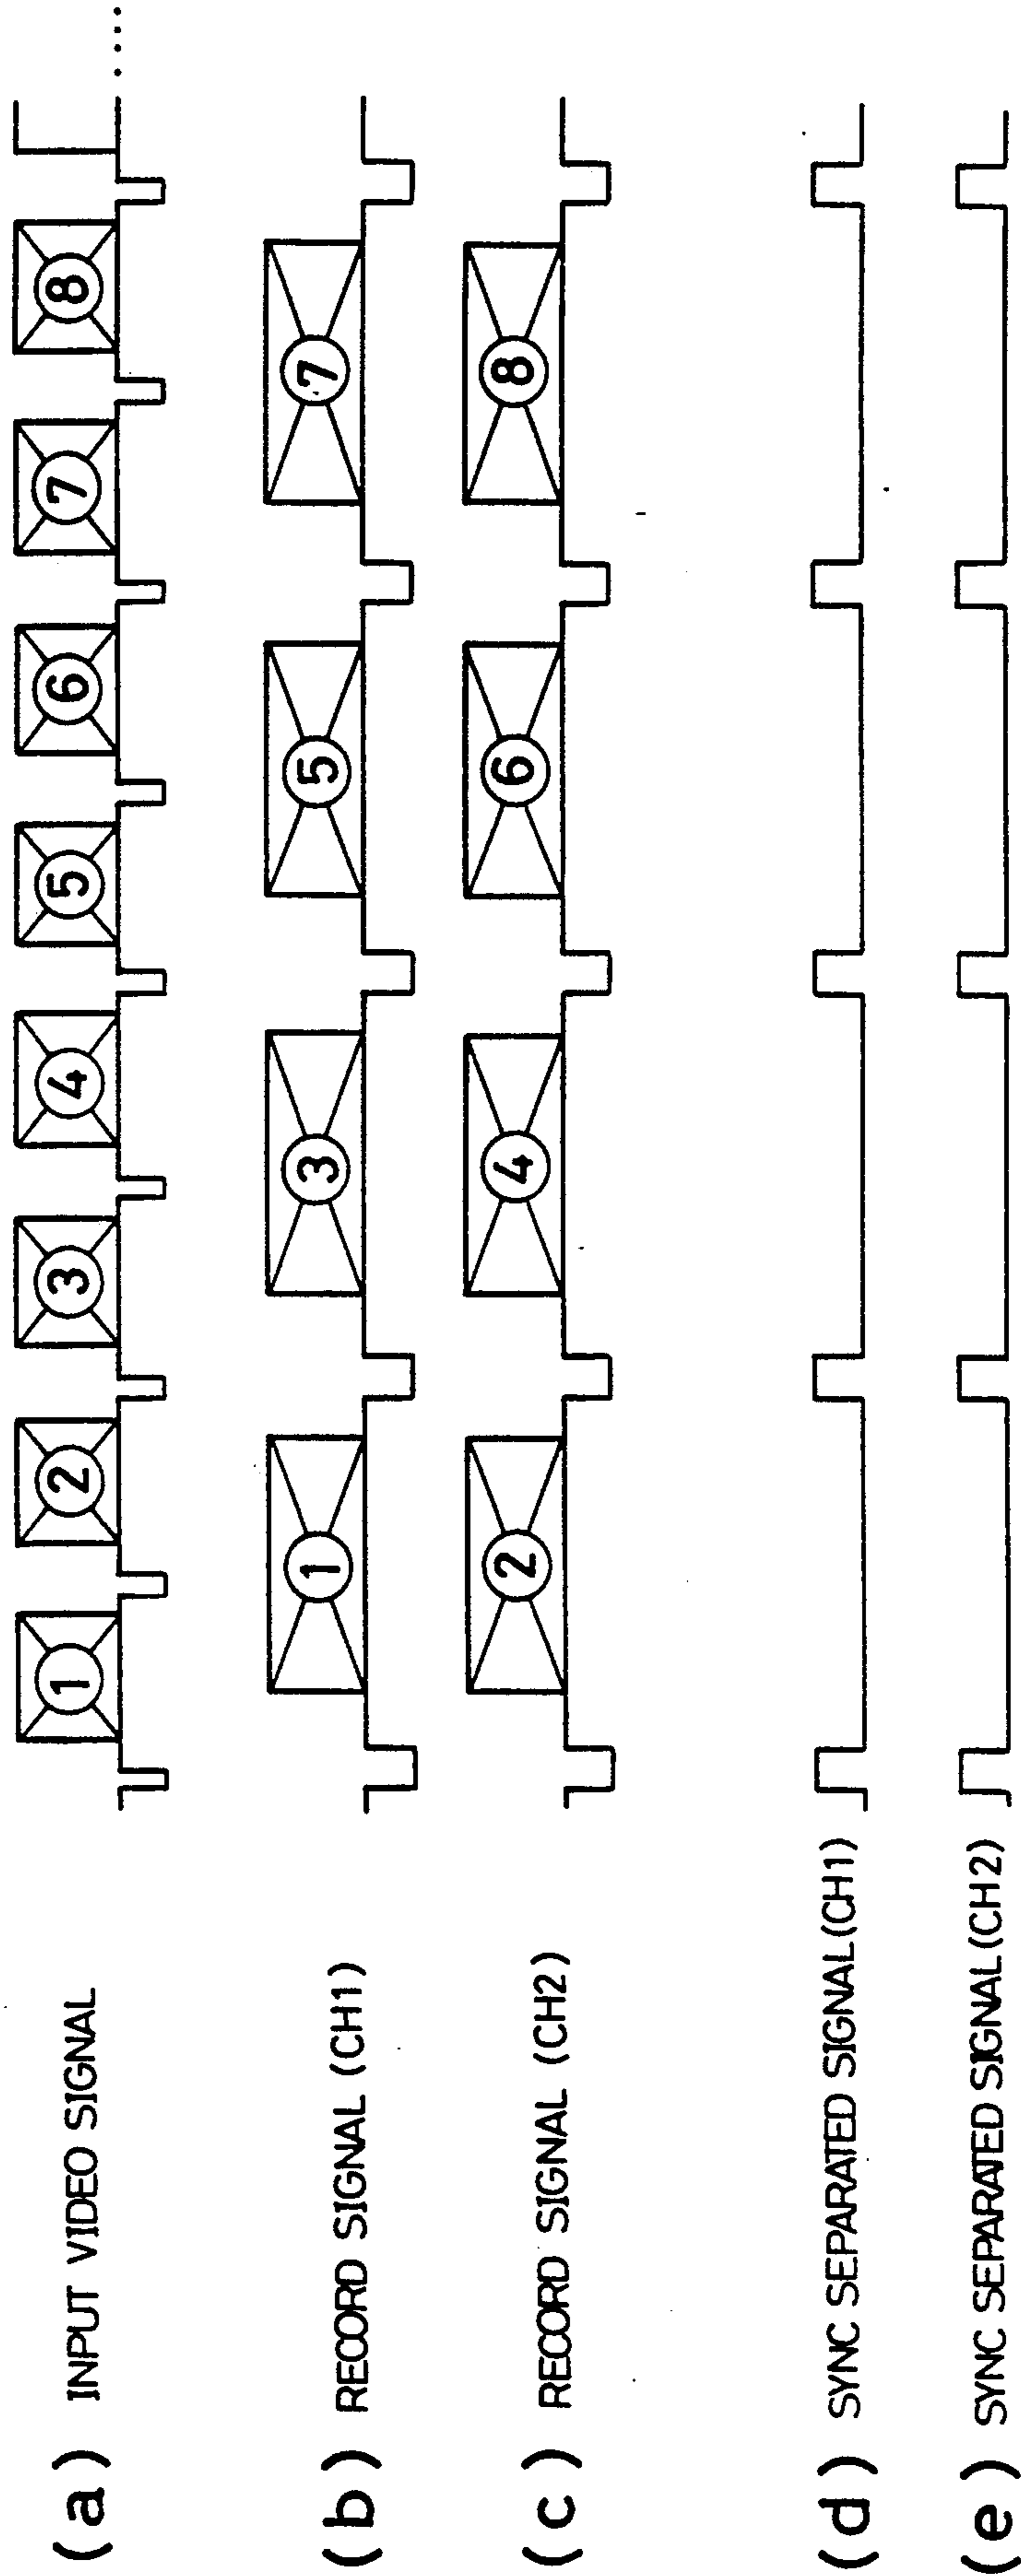 (a) INPUT VIDEO SIGNAL
1 2 3 4 5 6 7 8
(b) RECORD SIGNAL (CH1)
1 3 5 7
(c) RECORD SIGNAL (CH2)
2 4 6 8
(d) SYNC SEPARATED SIGNAL (CH1)
(e) SYNC SEPARATED SIGNAL (CH2)